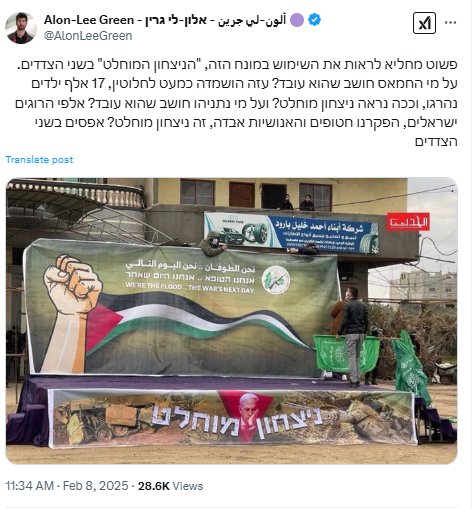 Alon-Lee Green - ألون-لي جرين - אלון-לי גרין
@AlonLeeGreen
פשוט מחליא לראות את השימוש במונח הזה, "הניצחון המוחלט" בשני הצדדים.
על מי החמאס חושב שהוא עובד? עזה הושמדה כמעט לחלוטין, 17 אלף ילדים
נהרגו, וככה נראה ניצחון מוחלט? ועל מי נתניהו חושב שהוא עובד? אלפי הרוגים
ישראלים, הפקרנו חטופים והאנושיות אבדה, זה ניצחון מוחלט? אפסים בשני
הצדדים
Translate post
شركة أبناء أحمد خليل بارود
نحن الطوفان .. نحن اليوم التالي
אנחנו הטופאן .. אנחנו היום שאחרי
WE'RE THE FLOOD ...THE WAR'S NEXT DAY
ניצחון מוחלט
11:34 AM · Feb 8, 2025 · 28.6K Views